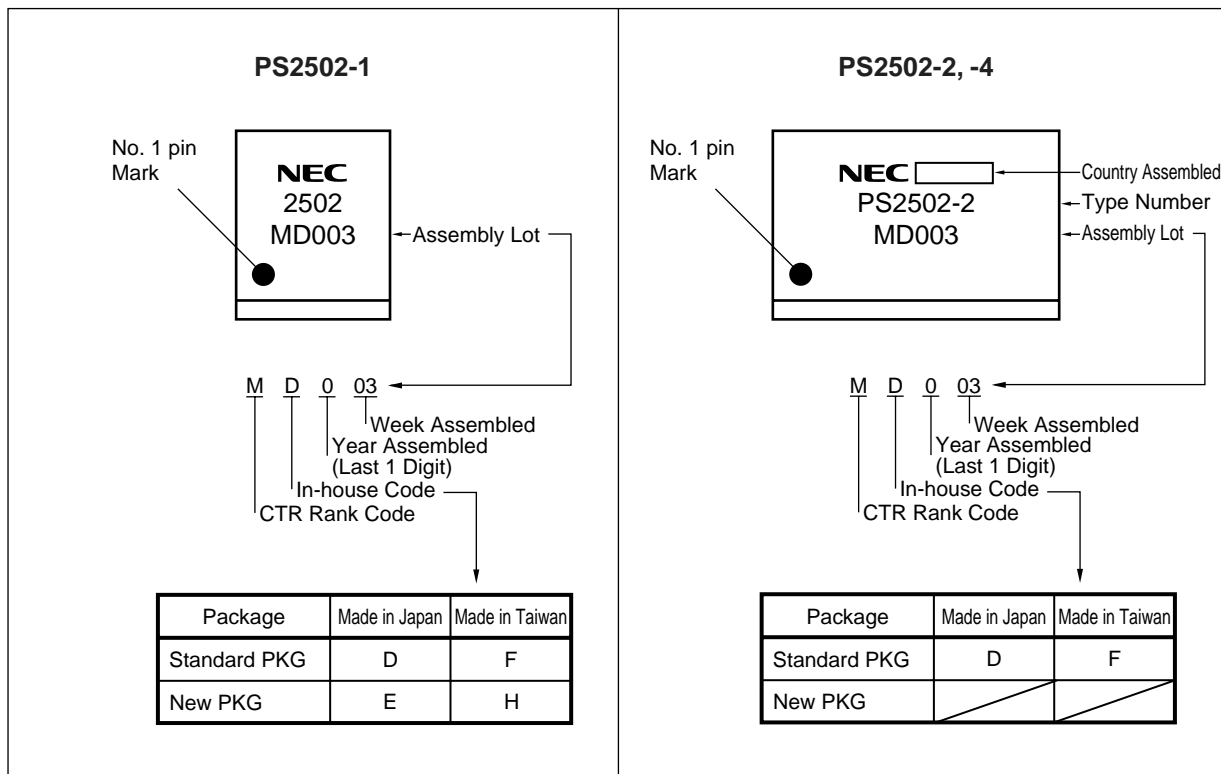 PS2502-1
No. 1 pin
Mark
NEC
2502
MD003
Assembly Lot
M D 0 03
Week Assembled
Year Assembled
(Last 1 Digit)
In-house Code
CTR Rank Code
Package Made in Japan Made in Taiwan
Standard PKG D F
New PKG E H
PS2502-2, -4
No. 1 pin
Mark
NEC
Country Assembled
PS2502-2
Type Number
MD003
Assembly Lot
M D 0 03
Week Assembled
Year Assembled
(Last 1 Digit)
In-house Code
CTR Rank Code
Package Made in Japan Made in Taiwan
Standard PKG D F
New PKG